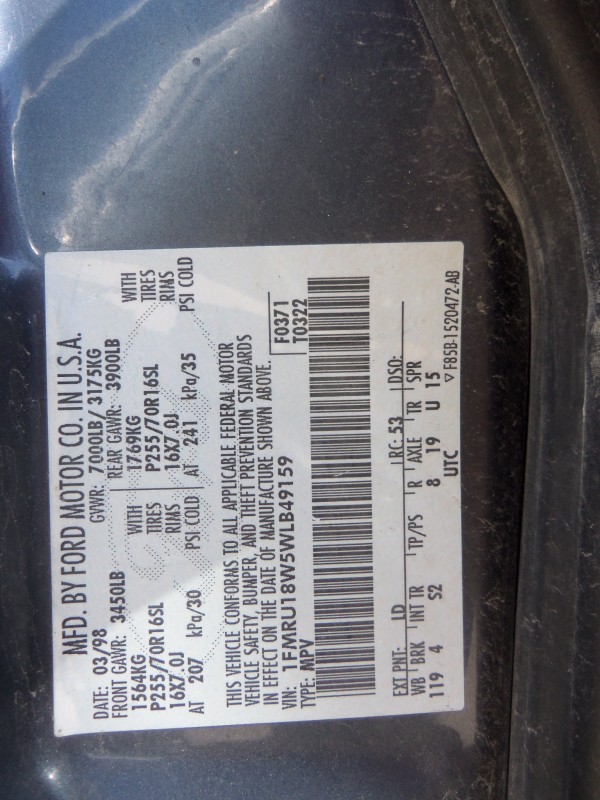 MFD. BY FORD MOTOR CO. IN U.S.A.
DATE: 03/98 GVWR: 7000LB/ 3175KG
FRONT GAWR: 3450LB REAR GAWR: 3900LB
1564KG WITH 1769KG WITH
P255/70R16SL TIRES P255/70R16SL TIRES
16X7.0J RIMS 16X7.0J RIMS
AT 207 kPa/30 PSI COLD AT 241 kPa/35 PSI COLD
THIS VEHICLE CONFORMS TO ALL APPLICABLE FEDERAL MOTOR
VEHICLE SAFETY, BUMPER, AND THEFT PREVENTION STANDARDS
IN EFFECT ON THE DATE OF MANUFACTURE SHOWN ABOVE.
VIN: 1FMRU18W5WLB49159 F0371
TYPE: MPV T0322
EXT PNT: LD RC: 53 DSO:
WB BRK INT TR TP/PS R AXLE TR SPR
119 4 S2 8 19 U 15
UTC ▽ F85B-1520472-AB